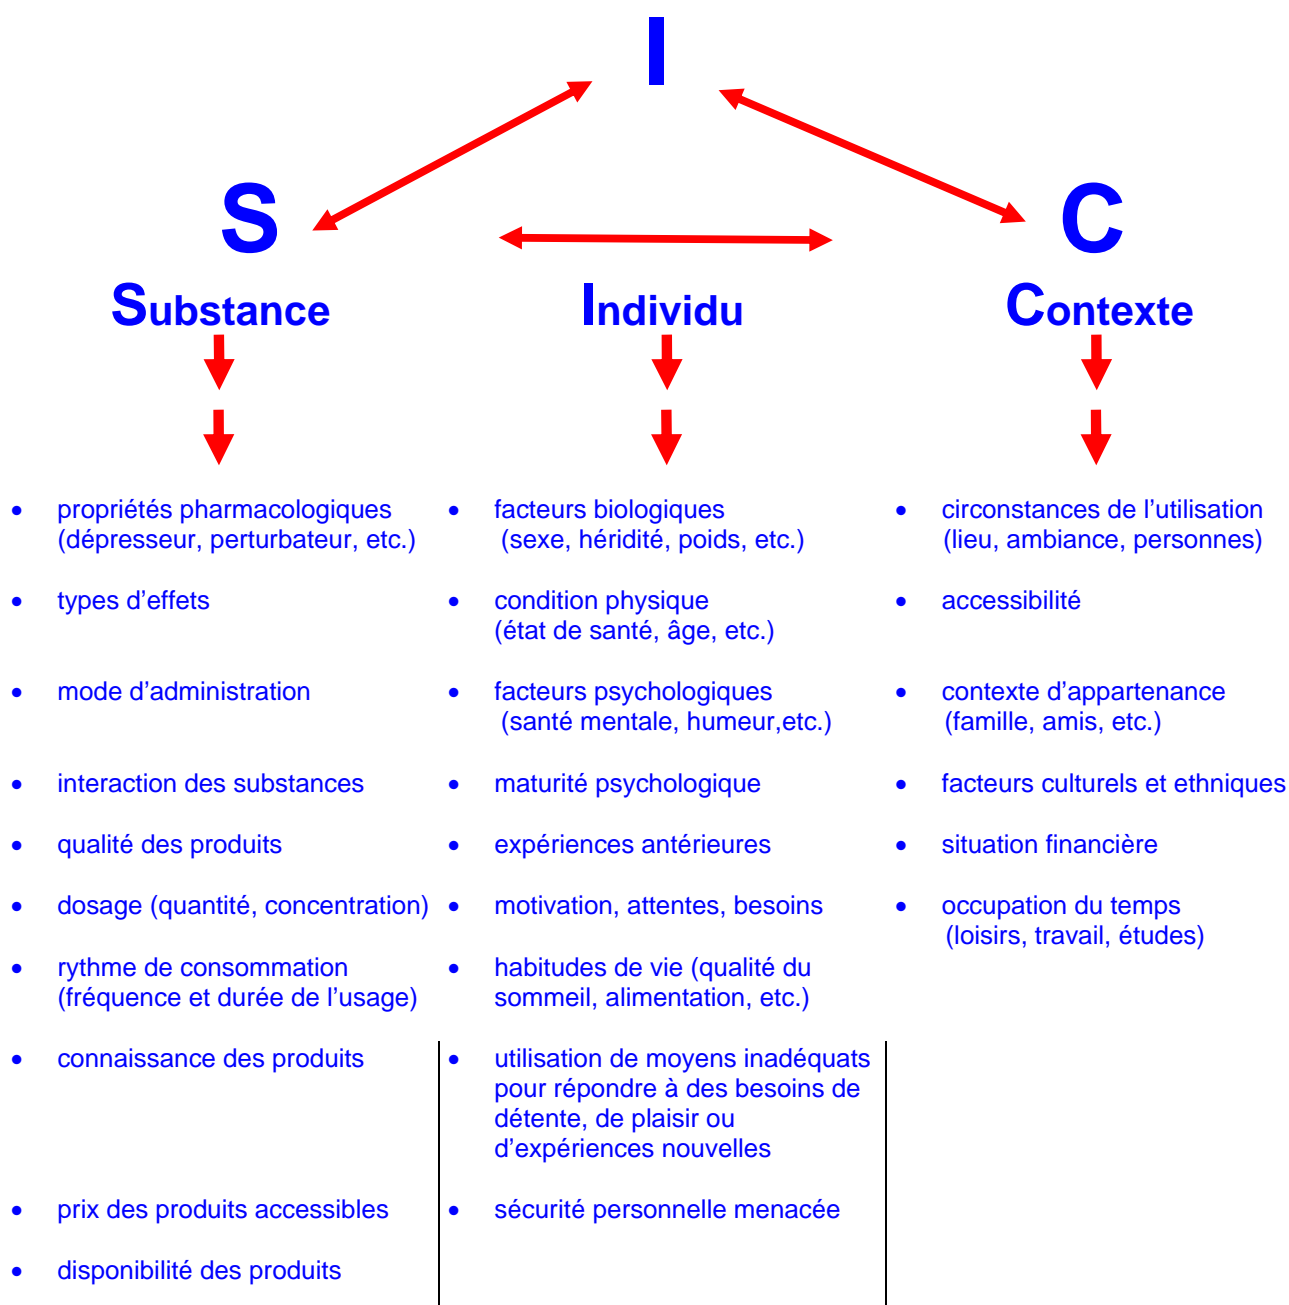 I
S
C
Substance
Individu
Contexte
• propriétés pharmacologiques
(dépresseur, perturbateur, etc.)
• types d’effets
• mode d’administration
• interaction des substances
• qualité des produits
• dosage (quantité, concentration)
• rythme de consommation
(fréquence et durée de l’usage)
• connaissance des produits
• prix des produits accessibles
• disponibilité des produits
• facteurs biologiques
(sexe, héridité, poids, etc.)
• condition physique
(état de santé, âge, etc.)
• facteurs psychologiques
(santé mentale, humeur,etc.)
• maturité psychologique
• expériences antérieures
• motivation, attentes, besoins
• habitudes de vie (qualité du
sommeil, alimentation, etc.)
• utilisation de moyens inadéquats
pour répondre à des besoins de
détente, de plaisir ou
d’expériences nouvelles
• sécurité personnelle menacée
• circonstances de l’utilisation
(lieu, ambiance, personnes)
• accessibilité
• contexte d’appartenance
(famille, amis, etc.)
• facteurs culturels et ethniques
• situation financière
• occupation du temps
(loisirs, travail, études)